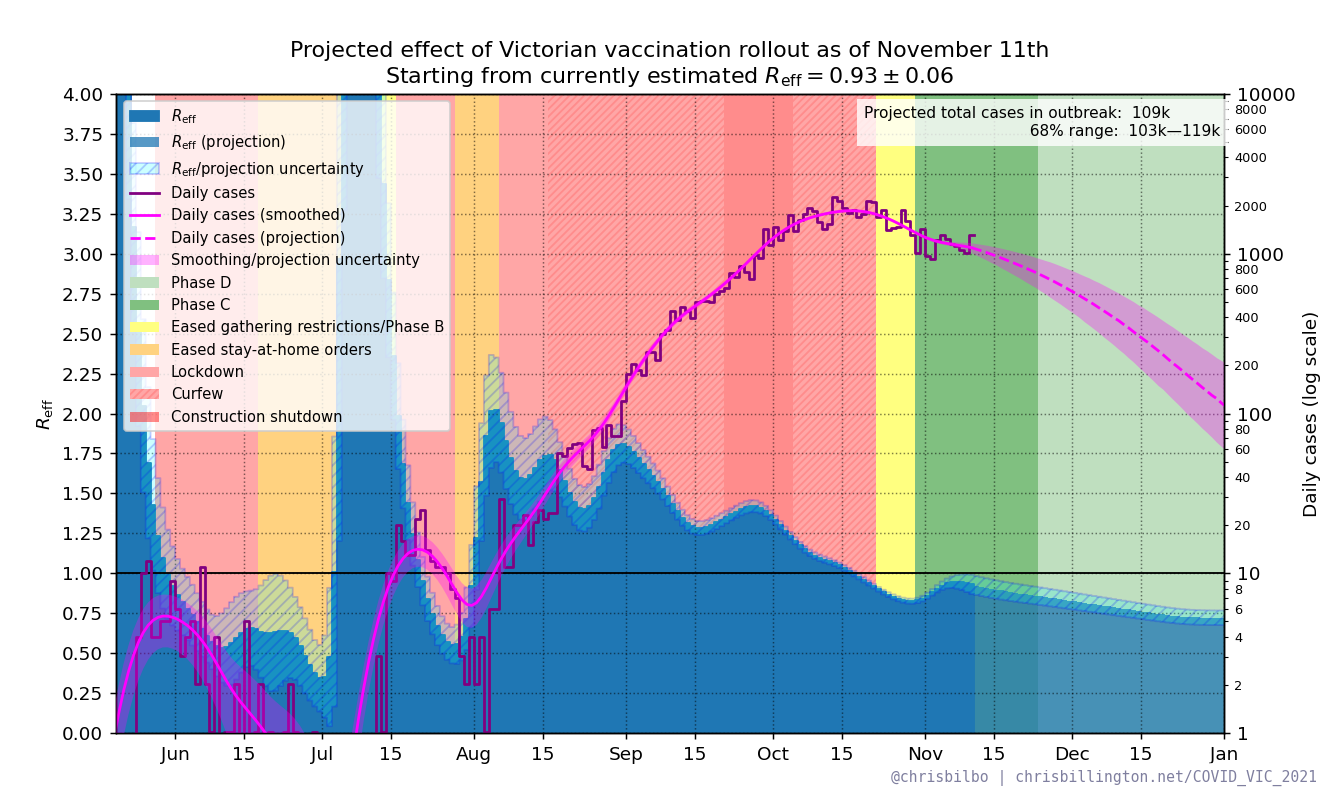 Projected effect of Victorian vaccination rollout as of November 11th
Starting from currently estimated R_eff = 0.93 ± 0.06
4.00
3.75
3.50
3.25
3.00
2.75
2.50
2.25
2.00
1.75
1.50
1.25
1.00
0.75
0.50
0.25
0.00
R_eff
R_eff
R_eff (projection)
R_eff/projection uncertainty
Daily cases
Daily cases (smoothed)
Daily cases (projection)
Smoothing/projection uncertainty
Phase D
Phase C
Eased gathering restrictions/Phase B
Eased stay-at-home orders
Lockdown
Curfew
Construction shutdown
Projected total cases in outbreak: 109k
68% range: 103k—119k
10000
8000
6000
4000
2000
1000
800
600
400
200
100
80
60
40
20
10
8
6
4
2
1
Daily cases (log scale)
Jun 15 Jul 15 Aug 15 Sep 15 Oct 15 Nov 15 Dec 15 Jan
@chrisbilbo | chrisbillington.net/COVID_VIC_2021